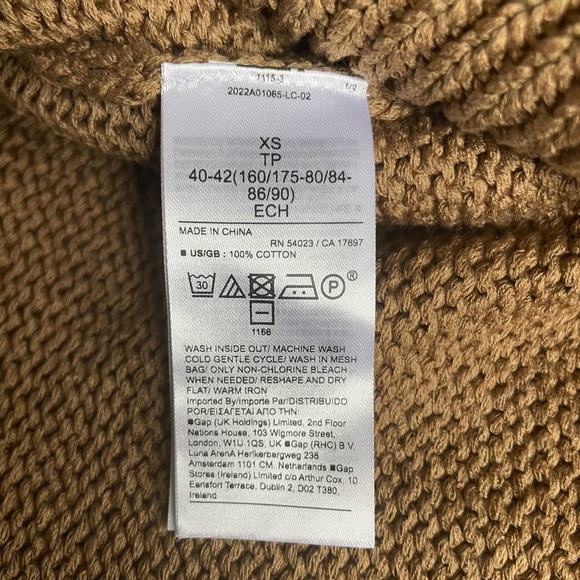 1115-3
1/2
2022A01065-LC-02
XS
TP
40-42(160/175-80/84-
86/90)
ECH
MADE IN CHINA
RN 54023 / CA 17897
■ US/GB : 100% COTTON
30
P
®
1166
WASH INSIDE OUT/ MACHINE WASH
COLD GENTLE CYCLE/ WASH IN MESH
BAG/ ONLY NON-CHLORINE BLEACH
WHEN NEEDED/ RESHAPE AND DRY
FLAT/ WARM IRON
Imported By/Importe Par/DISTRIBUIDO
POR/ΕΙΣΑΓΕΤΑΙ ΑΠΟ ΤΗΝ:
■Gap (UK Holdings) Limited, 2nd Floor
Nations House, 103 Wigmore Street,
London, W1U 1QS, UK ■Gap (RHC) B.V.
Luna ArenA Herikerbergweg 238
Amsterdam 1101 CM. Netherlands ■Gap
Stores (Ireland) Limited c/o Arthur Cox, 10
Earlsfort Terrace, Dublin 2, D02 T380,
Ireland